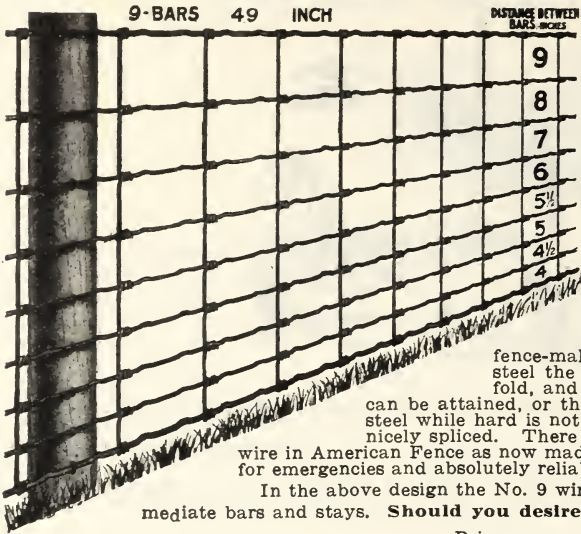 9-BARS 49 INCH
DISTANCE BETWEEN
BARS-INCHES
9
8
7
6
5½
5
4½
4
fence-mal
steel the
fold, and
can be attained, or th
steel while hard is not
nicely spliced. There
wire in American Fence as now mad
for emergencies and absolutely relial
In the above design the No. 9 wir
mediate bars and stays. Should you desire